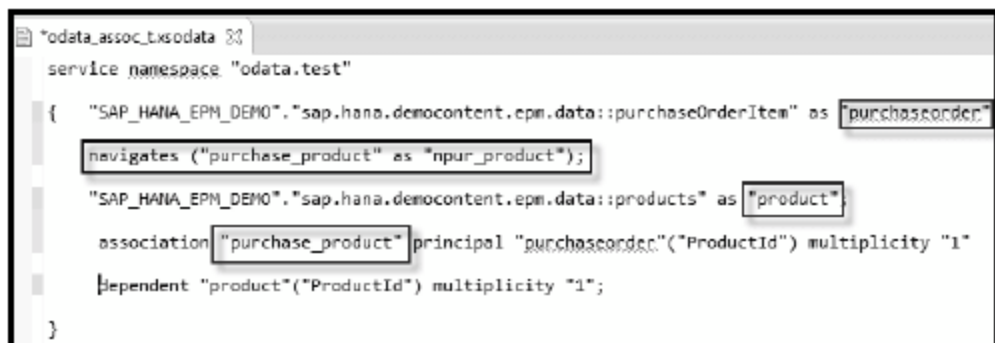 *odata_assoc_t.xsodata
service namespace "odata.test"
{ "SAP_HANA_EPM_DEMO"."sap.hana.democontent.epm.data::purchaseOrderItem" as "purchaseorder"
navigates ("purchase_product" as "npur_product");
"SAP_HANA_EPM_DEMO"."sap.hana.democontent.epm.data::products" as "product";
association "purchase_product" principal "purchaseorder"("ProductId") multiplicity "1"
dependent "product"("ProductId") multiplicity "1";
}